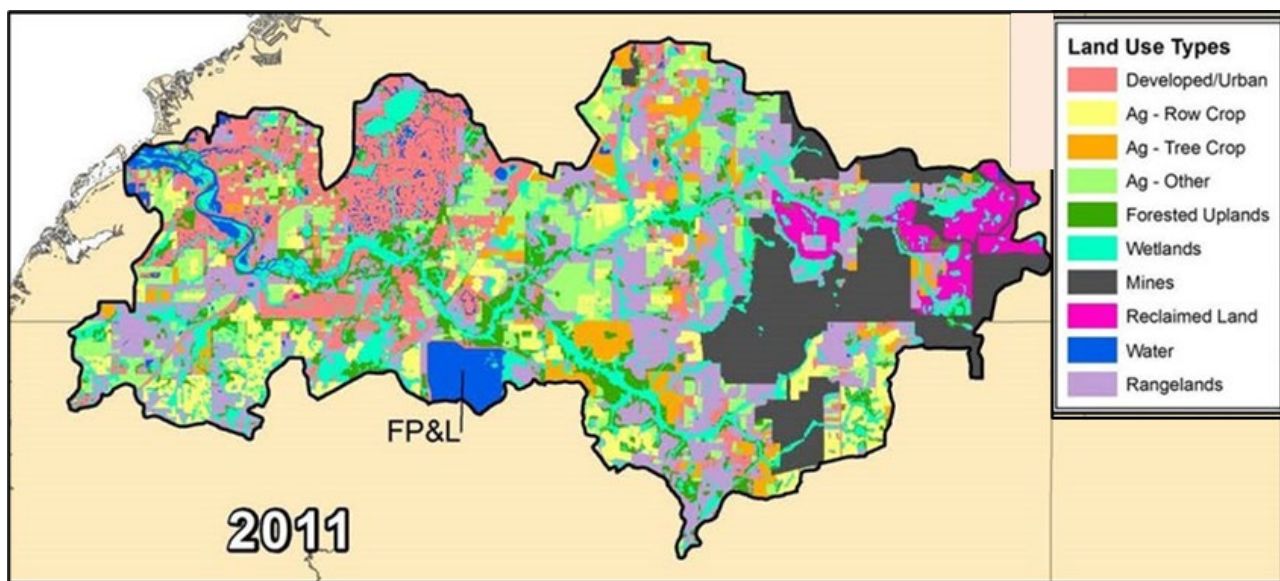 Land Use Types
Developed/Urban
Ag - Row Crop
Ag - Tree Crop
Ag - Other
Forested Uplands
Wetlands
Mines
Reclaimed Land
Water
Rangelands
FP&L
2011